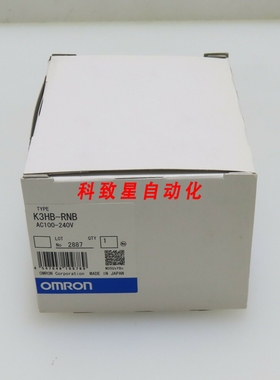 科致星自动化
TYPE
K3HB-RNB
AC100-240V
LOT
No 2887
QTY
1
OMRON Corporation MADE IN JAPAN
OMRON